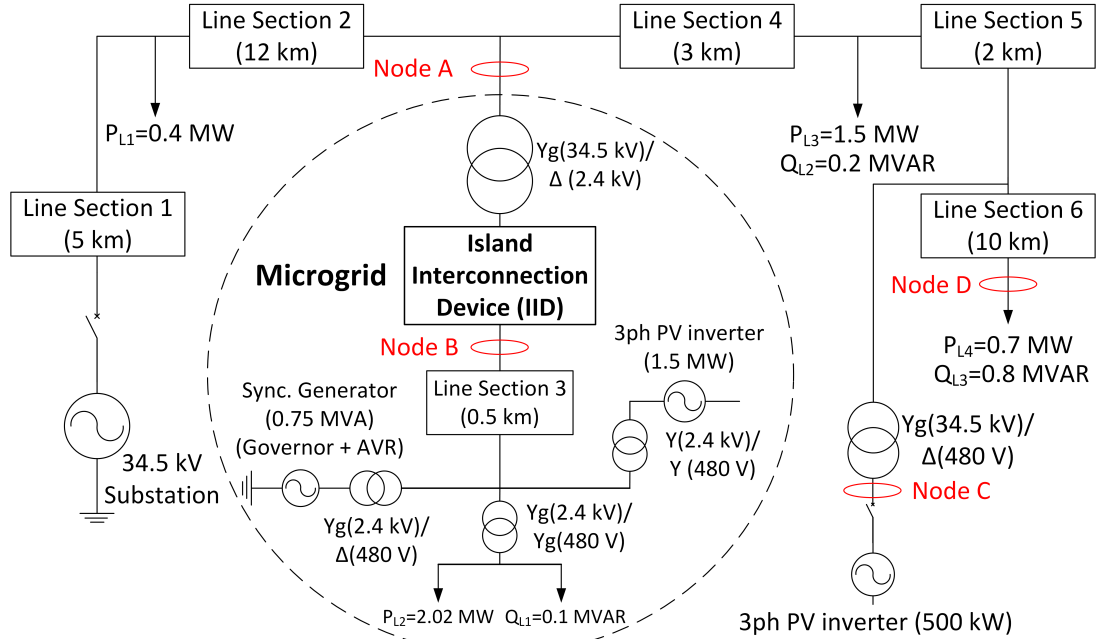 Line Section 2
(12 km)
Line Section 4
(3 km)
Line Section 5
(2 km)
Node A
P_L1=0.4 MW
Yg(34.5 kV)/
Δ (2.4 kV)
P_L3=1.5 MW
Q_L2=0.2 MVAR
Line Section 1
(5 km)
Line Section 6
(10 km)
Microgrid
Island
Interconnection
Device (IID)
Node D
Node B
3ph PV inverter
(1.5 MW)
P_L4=0.7 MW
Q_L3=0.8 MVAR
Sync. Generator
(0.75 MVA)
(Governor + AVR)
Line Section 3
(0.5 km)
Y(2.4 kV)/
Y (480 V)
Yg(34.5 kV)/
Δ(480 V)
34.5 kV
Substation
Node C
Yg(2.4 kV)/
Δ(480 V)
Yg(2.4 kV)/
Yg(480 V)
P_L2=2.02 MW
Q_L1=0.1 MVAR
3ph PV inverter (500 kW)